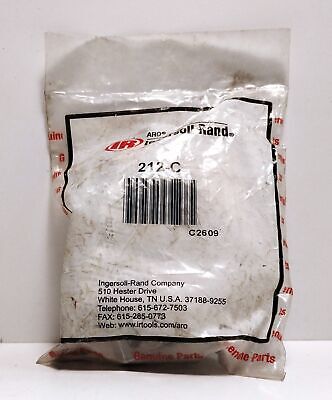 ARO®
IR Ingersoll-Rand®
212-C
C2609
Ingersoll-Rand Company
510 Hester Drive
White House, TN U.S.A. 37188-9255
Telephone: 615-672-7503
FAX: 615-285-0773
Web: www.irtools.com/aro
Genuine Parts